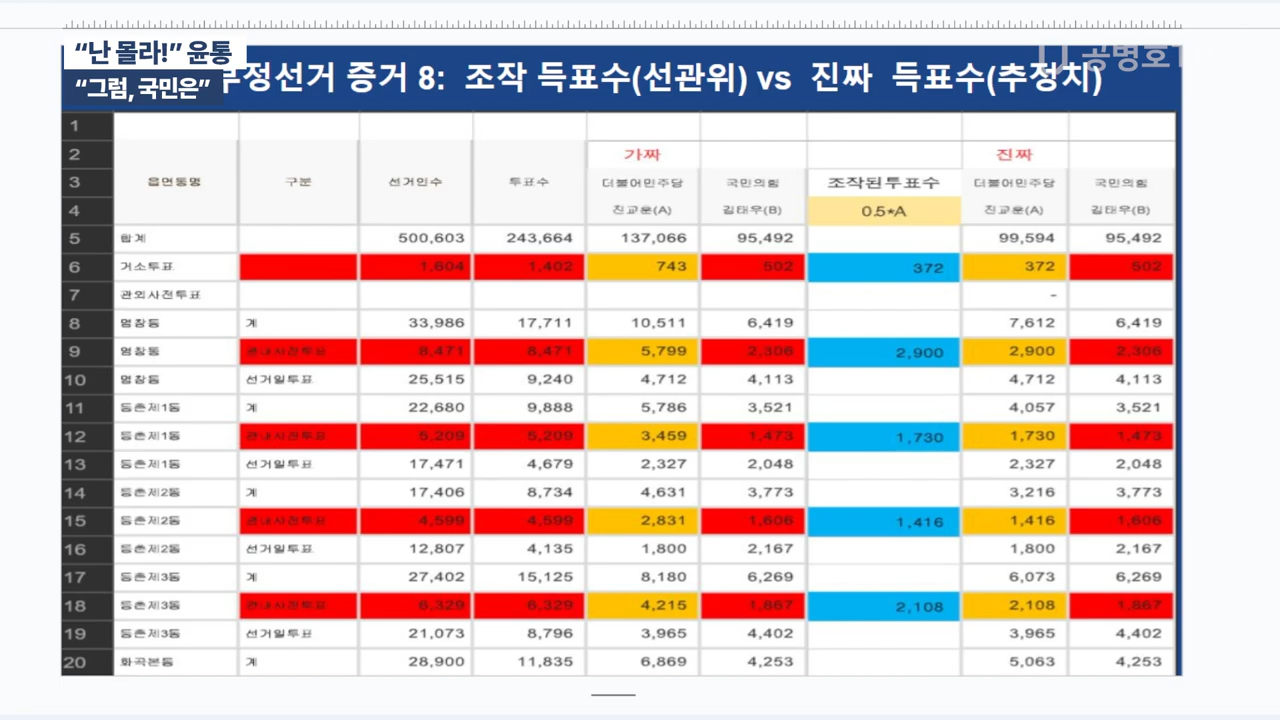 “난 몰라!” 윤통
“그럼, 국민은”
공병호T
부정선거 증거 8: 조작 득표수(선관위) vs 진짜 득표수(추정치)
1
2 가짜 진짜
3 읍면동명 구분 선거인수 투표수 더불어민주당 국민의힘 조작된투표수 더불어민주당 국민의힘
4 진교훈(A) 김태우(B) 0.5*A 진교훈(A) 김태우(B)
5 합계 500,603 243,664 137,066 95,492 99,594 95,492
6 거소투표 1,604 1,402 743 502 372 372 502
7 관외사전투표 -
8 염창동 계 33,986 17,711 10,511 6,419 7,612 6,419
9 염창동 관내사전투표 8,471 8,471 5,799 2,306 2,900 2,900 2,306
10 염창동 선거일투표 25,515 9,240 4,712 4,113 4,712 4,113
11 등촌제1동 계 22,680 9,888 5,786 3,521 4,057 3,521
12 등촌제1동 관내사전투표 5,209 5,209 3,459 1,473 1,730 1,730 1,473
13 등촌제1동 선거일투표 17,471 4,679 2,327 2,048 2,327 2,048
14 등촌제2동 계 17,406 8,734 4,631 3,773 3,216 3,773
15 등촌제2동 관내사전투표 4,599 4,599 2,831 1,606 1,416 1,416 1,606
16 등촌제2동 선거일투표 12,807 4,135 1,800 2,167 1,800 2,167
17 등촌제3동 계 27,402 15,125 8,180 6,269 6,073 6,269
18 등촌제3동 관내사전투표 6,329 6,329 4,215 1,867 2,108 2,108 1,867
19 등촌제3동 선거일투표 21,073 8,796 3,965 4,402 3,965 4,402
20 화곡본동 계 28,900 11,835 6,869 4,253 5,063 4,253